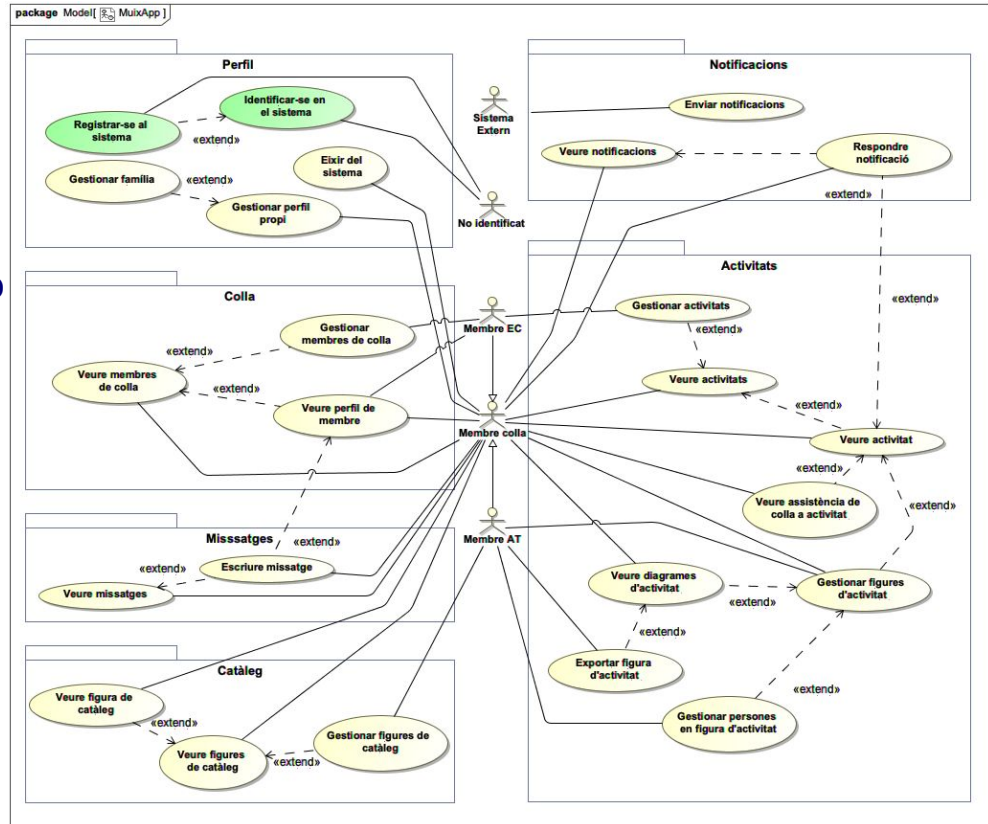 package Model[ MuixApp ]
Perfil
Registrar-se al
sistema
Identificar-se en
el sistema
«extend»
Gestionar família
«extend»
Gestionar perfil
propi
Eixir del
sistema
Sistema
Extern
No identificat
Notificacions
Enviar notificacions
Veure notificacions
Respondre
notificació
«extend»
Colla
Gestionar
membres de colla
«extend»
Veure membres
de colla
«extend»
Veure perfil de
membre
Membre EC
Membre colla
Membre AT
Activitats
Gestionar activitats
«extend»
«extend»
Veure activitats
«extend»
Veure activitat
«extend»
Veure assistència de
colla a activitat
«extend»
Veure diagrames
d'activitat
«extend»
Gestionar figures
d'activitat
«extend»
Exportar figura
d'activitat
«extend»
Gestionar persones
en figura d'activitat
Misssatges
«extend»
Escriure missatge
«extend»
Veure missatges
Catàleg
Veure figura de
catàleg
«extend»
Veure figures
de catàleg
«extend»
Gestionar figures de
catàleg